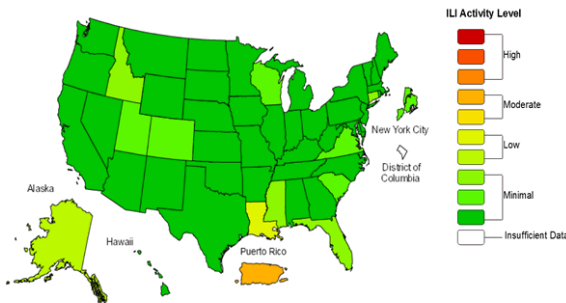 ILI Activity Level
High
Moderate
Low
Minimal
Insufficient Data
New York City
District of
Columbia
Alaska
Hawaii
Puerto Rico